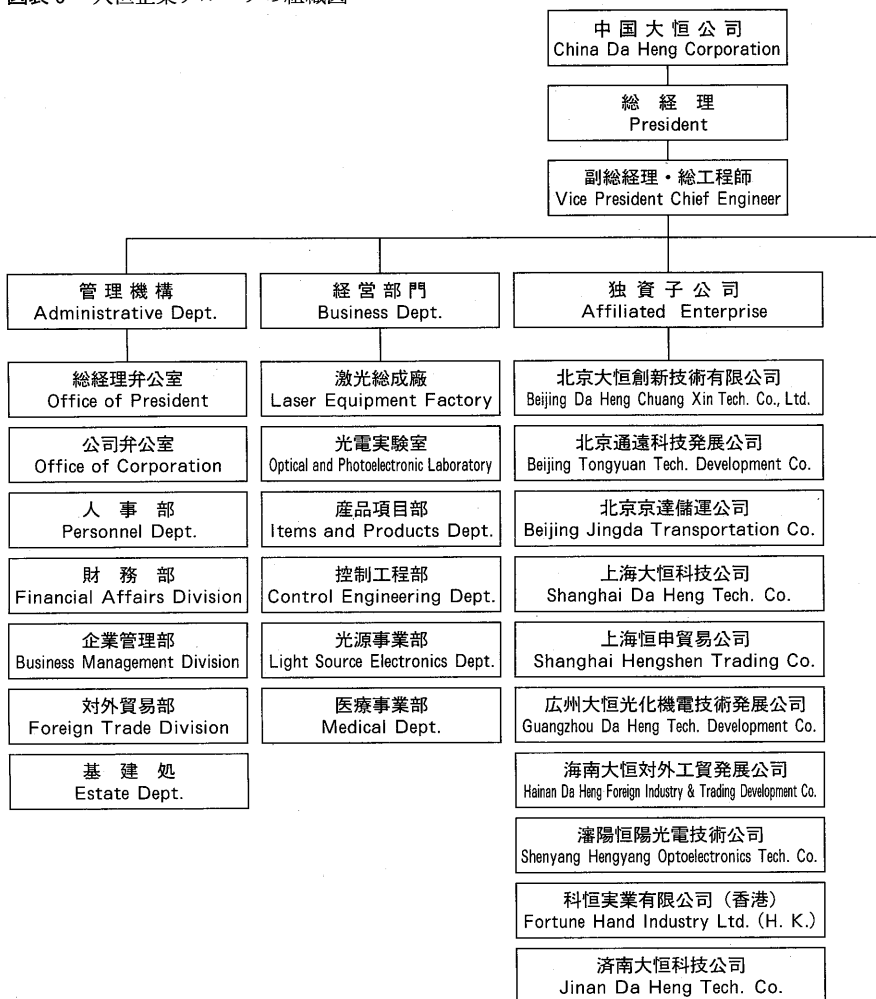 中国大恒公司
China Da Heng Corporation
総経理
President
副総経理・総工程師
Vice President Chief Engineer
管理機構
Administrative Dept.
総経理弁公室
Office of President
公司弁公室
Office of Corporation
人事部
Personnel Dept.
財務部
Financial Affairs Division
企業管理部
Business Management Division
対外貿易部
Foreign Trade Division
基建処
Estate Dept.
経営部門
Business Dept.
激光総成廠
Laser Equipment Factory
光電実験室
Optical and Photoelectronic Laboratory
産品項目部
Items and Products Dept.
控制工程部
Control Engineering Dept.
光源事業部
Light Source Electronics Dept.
医療事業部
Medical Dept.
独資子公司
Affiliated Enterprise
北京大恒創新技術有限公司
Beijing Da Heng Chuang Xin Tech. Co., Ltd.
北京通遠科技発展公司
Beijing Tongyuan Tech. Development Co.
北京京達儲運公司
Beijing Jingda Transportation Co.
上海大恒科技公司
Shanghai Da Heng Tech. Co.
上海恒申貿易公司
Shanghai Hengshen Trading Co.
広州大恒光化機電技術発展公司
Guangzhou Da Heng Tech. Development Co.
海南大恒対外工貿発展公司
Hainan Da Heng Foreign Industry & Trading Development Co.
瀋陽恒陽光電技術公司
Shenyang Hengyang Optoelectronics Tech. Co.
科恒実業有限公司（香港）
Fortune Hand Industry Ltd. (H. K.)
済南大恒科技公司
Jinan Da Heng Tech. Co.